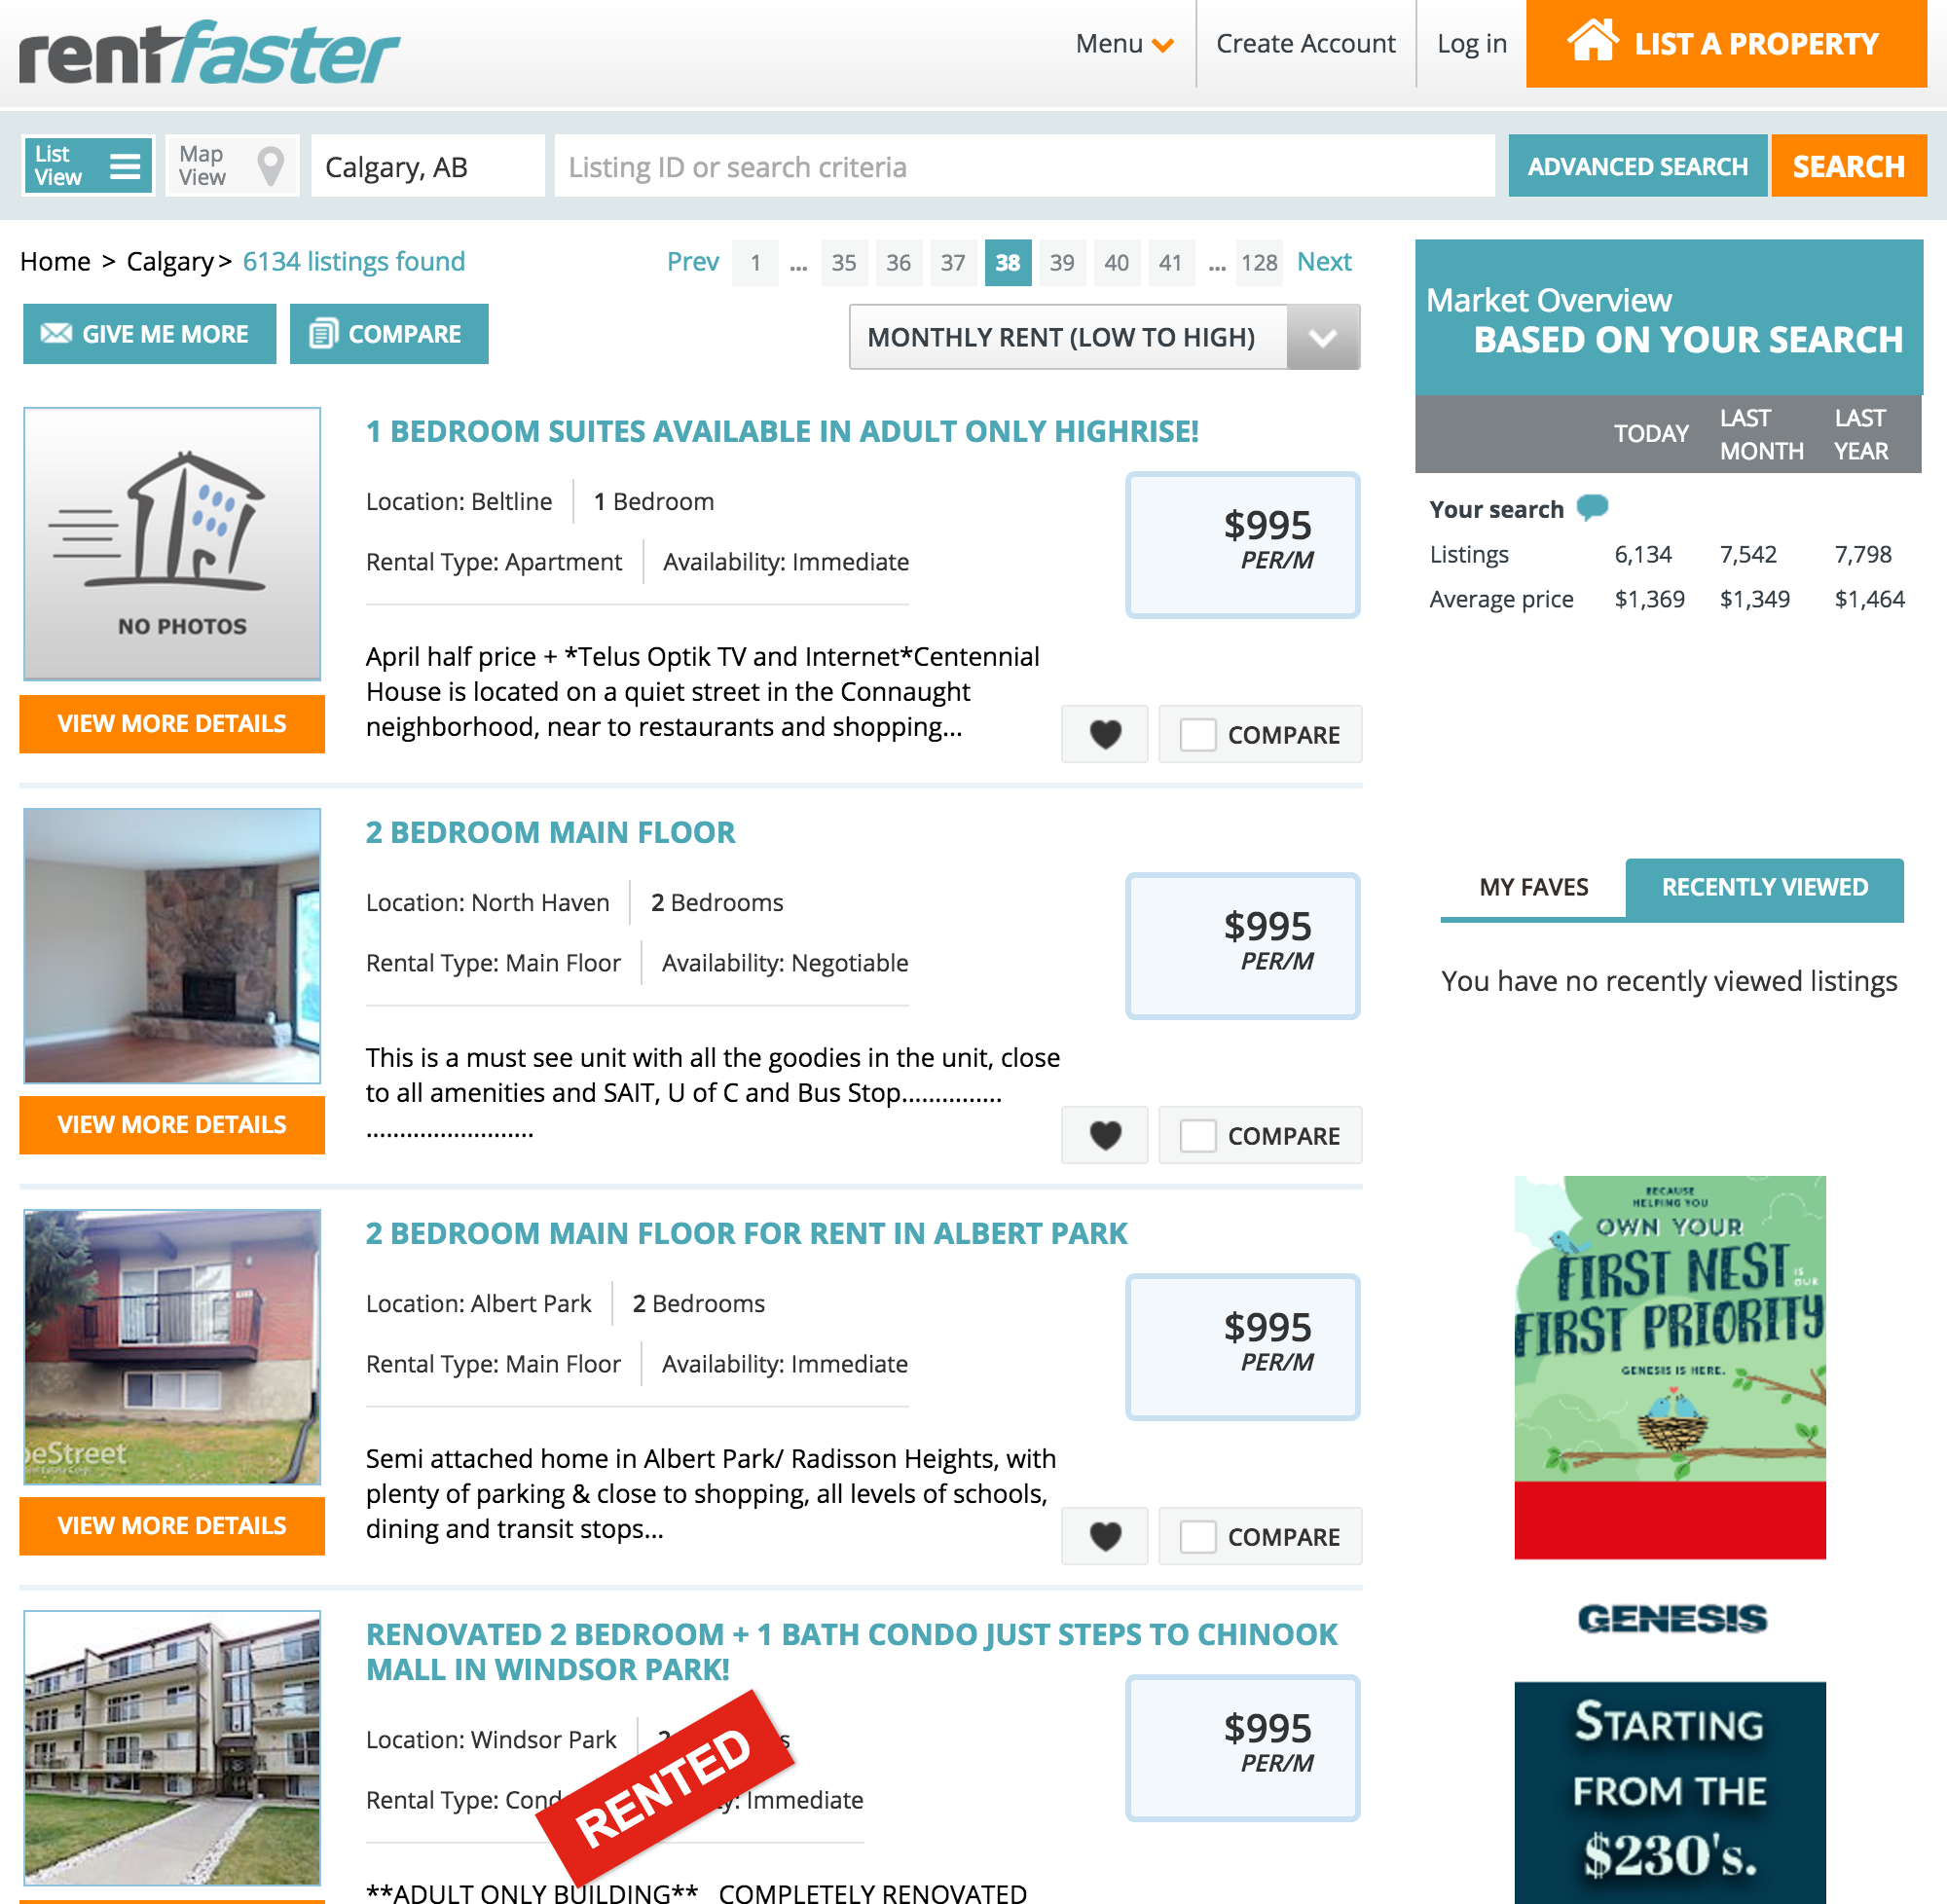 rentfaster
Menu
Create Account
Log in
LIST A PROPERTY
List
View
Map
View
Calgary, AB
Listing ID or search criteria
ADVANCED SEARCH
SEARCH
Home > Calgary > 6134 listings found
Prev 1 ... 35 36 37 38 39 40 41 ... 128 Next
GIVE ME MORE
COMPARE
MONTHLY RENT (LOW TO HIGH)
NO PHOTOS
VIEW MORE DETAILS
1 BEDROOM SUITES AVAILABLE IN ADULT ONLY HIGHRISE!
Location: Beltline
1 Bedroom
Rental Type: Apartment
Availability: Immediate
$995
PER/M
April half price + *Telus Optik TV and Internet*Centennial
House is located on a quiet street in the Connaught
neighborhood, near to restaurants and shopping...
COMPARE
VIEW MORE DETAILS
2 BEDROOM MAIN FLOOR
Location: North Haven
2 Bedrooms
Rental Type: Main Floor
Availability: Negotiable
$995
PER/M
This is a must see unit with all the goodies in the unit, close
to all amenities and SAIT, U of C and Bus Stop...............
.........................
COMPARE
eStreet
VIEW MORE DETAILS
2 BEDROOM MAIN FLOOR FOR RENT IN ALBERT PARK
Location: Albert Park
2 Bedrooms
Rental Type: Main Floor
Availability: Immediate
$995
PER/M
Semi attached home in Albert Park/ Radisson Heights, with
plenty of parking & close to shopping, all levels of schools,
dining and transit stops...
COMPARE
RENOVATED 2 BEDROOM + 1 BATH CONDO JUST STEPS TO CHINOOK
MALL IN WINDSOR PARK!
Location: Windsor Park
2
Rental Type: Cond
y: Immediate
RENTED
$995
PER/M
**ADULT ONLY BUILDING** COMPLETELY RENOVATED
Market Overview
BASED ON YOUR SEARCH
TODAY
LAST
MONTH
LAST
YEAR
Your search
Listings 6,134 7,542 7,798
Average price $1,369 $1,349 $1,464
MY FAVES
RECENTLY VIEWED
You have no recently viewed listings
BECAUSE
HELPING YOU
OWN YOUR
FIRST NEST
IS
OUR
FIRST PRIORITY
GENESIS IS HERE.
GENESIS
STARTING
FROM THE
$230's.